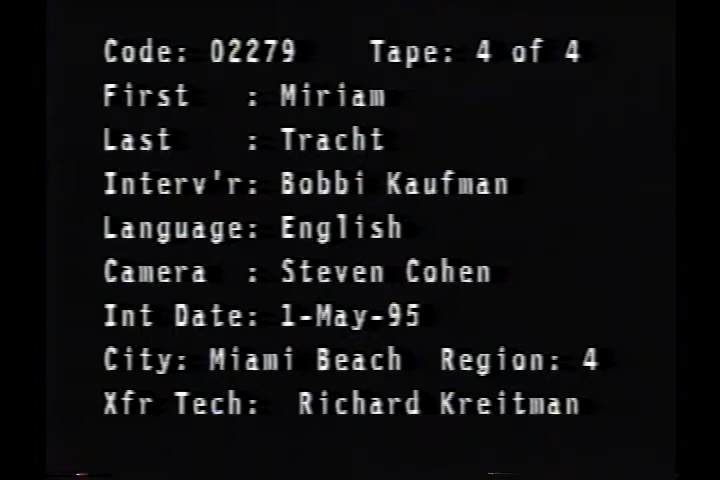 Code: 02279 Tape: 4 of 4
First : Miriam
Last : Tracht
Interv'r: Bobbi Kaufman
Language: English
Camera : Steven Cohen
Int Date: 1-May-95
City: Miami Beach Region: 4
Xfr Tech: Richard Kreitman